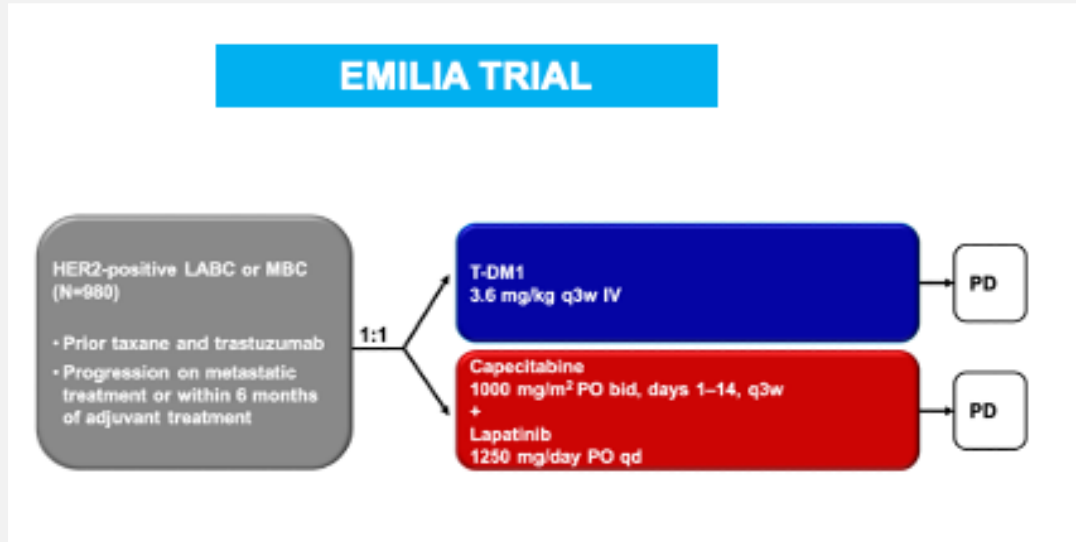 EMILIA TRIAL
HER2-positive LABC or MBC
(N=980)
• Prior taxane and trastuzumab
• Progression on metastatic
treatment or within 6 months
of adjuvant treatment
1:1
T-DM1
3.6 mg/kg q3w IV
PD
Capecitabine
1000 mg/m² PO bid, days 1–14, q3w
+
Lapatinib
1250 mg/day PO qd
PD